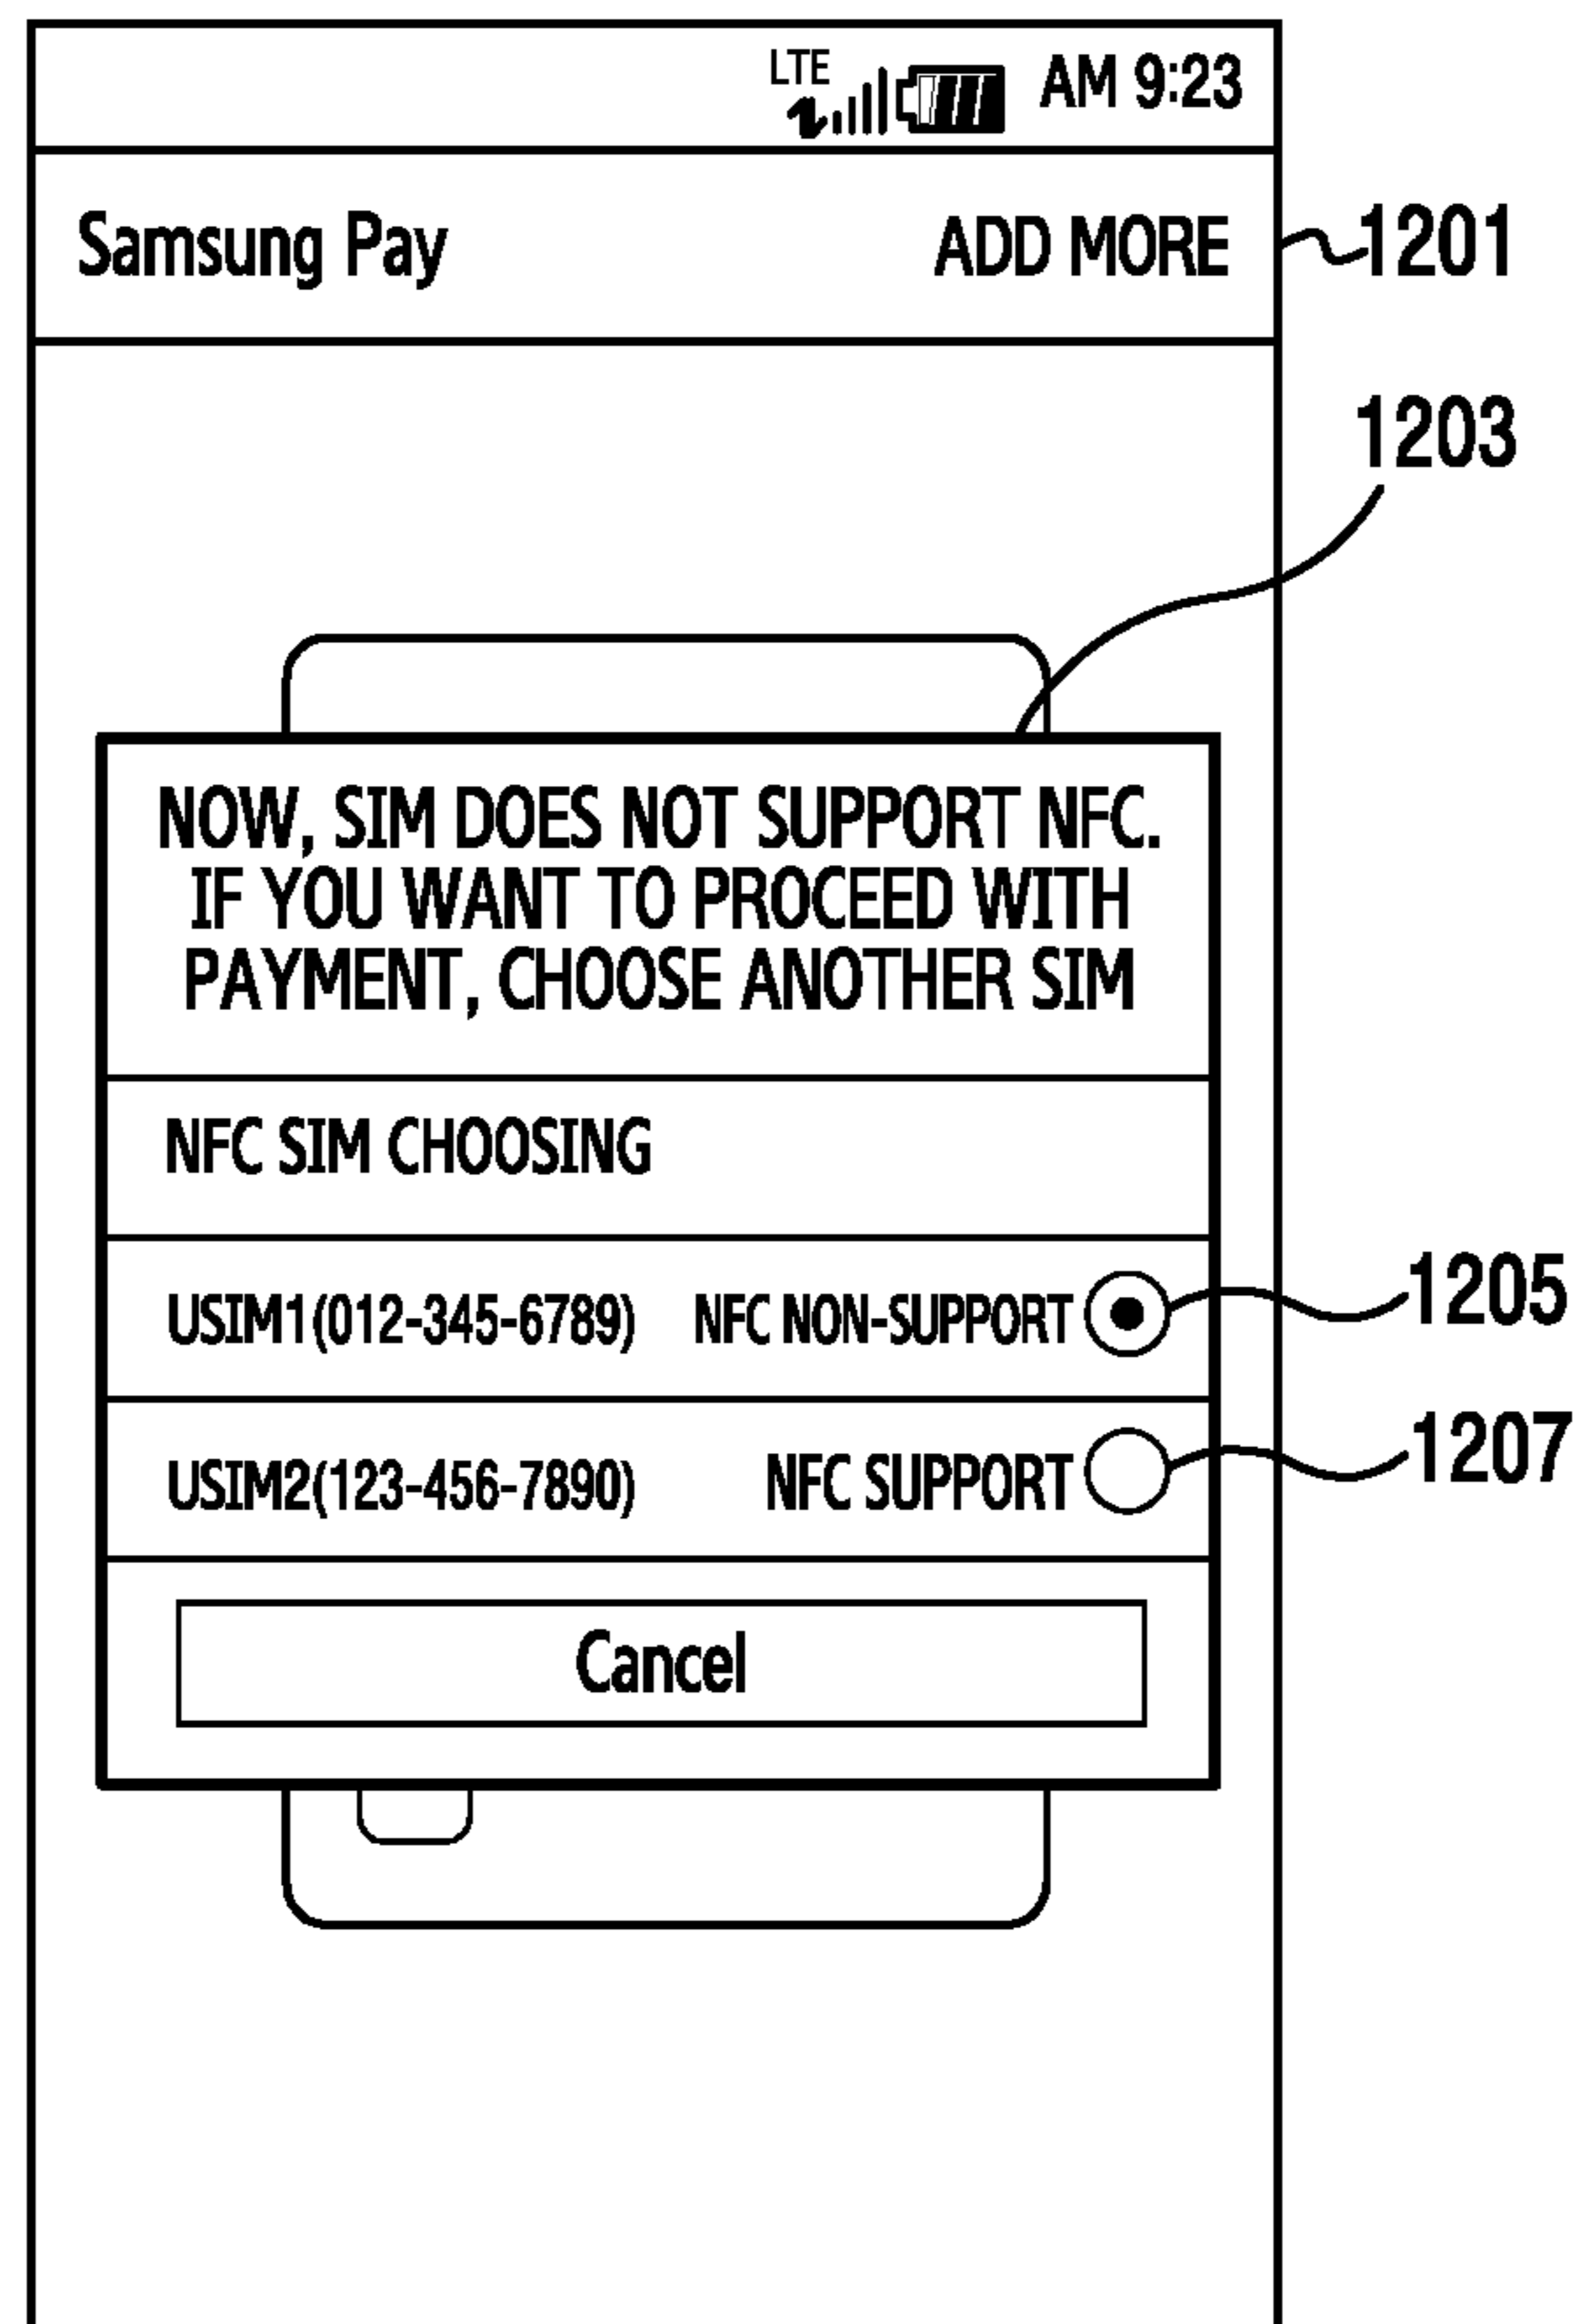 LTE AM 9:23
Samsung Pay ADD MORE 1201
1203
NOW, SIM DOES NOT SUPPORT NFC.
IF YOU WANT TO PROCEED WITH
PAYMENT, CHOOSE ANOTHER SIM
NFC SIM CHOOSING
USIM1(012-345-6789) NFC NON-SUPPORT 1205
USIM2(123-456-7890) NFC SUPPORT 1207
Cancel